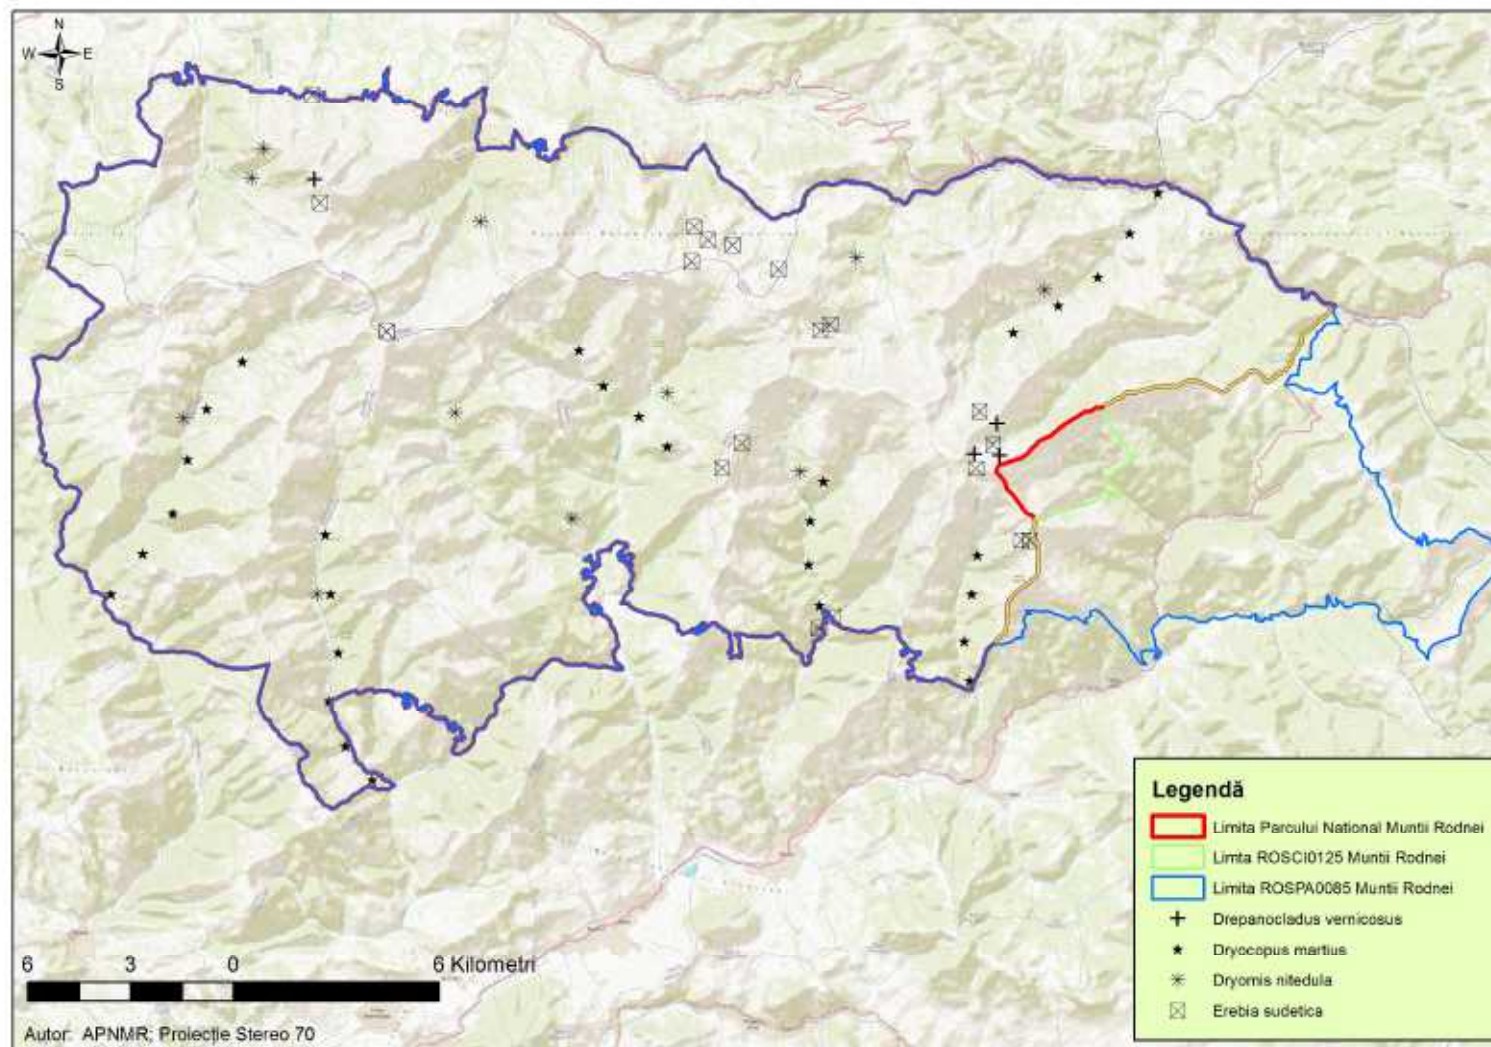 N
W E
S
Legendă
Limita Parcului National Muntii Rodnei
Limta ROSCI0125 Muntii Rodnei
Limita ROSPA0085 Muntii Rodnei
Drepanocladus vernicosus
Dryocopus martius
Dryomis nitedula
Erebia sudetica
6 3 0 6 Kilometri
Autor: APNMR; Proiecție Stereo 70